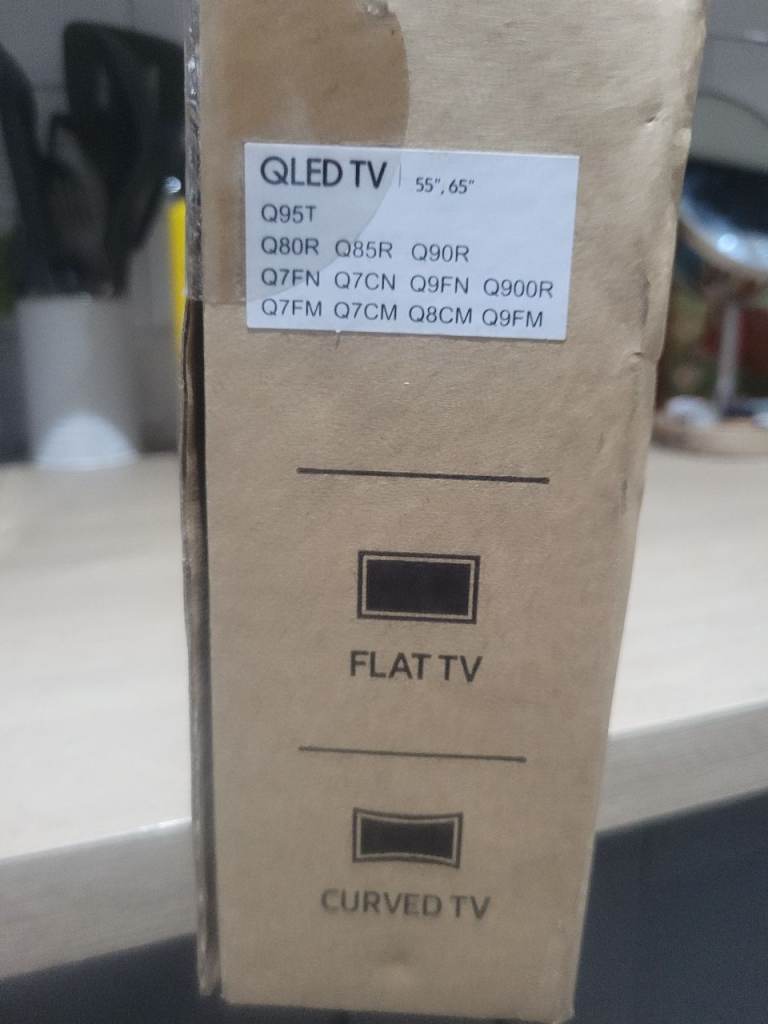 QLED TV | 55", 65"
Q95T
Q80R Q85R Q90R
Q7FN Q7CN Q9FN Q900R
Q7FM Q7CM Q8CM Q9FM
FLAT TV
CURVED TV